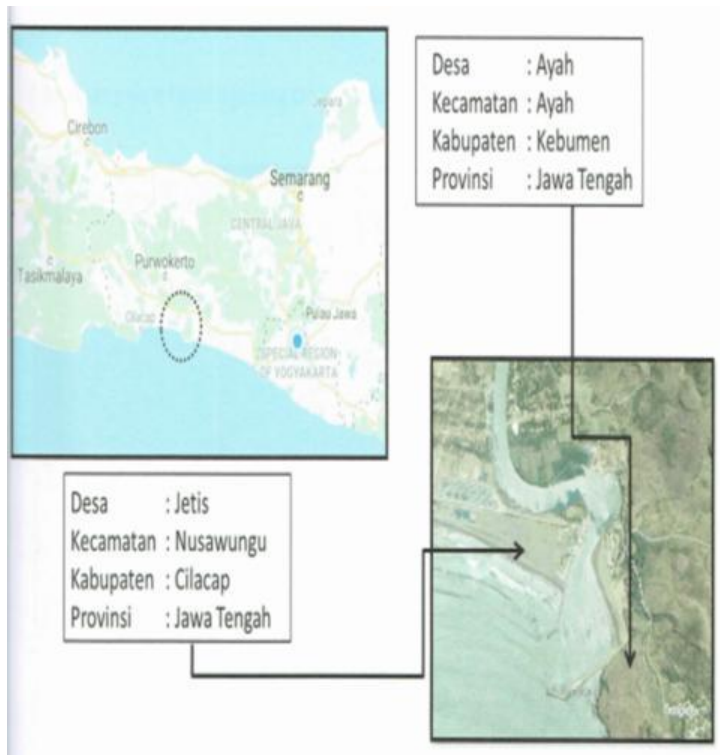 Jepara
Cirebon
Semarang
CENTRAL JAVA
Purwokerto
Tasikmalaya
Cilacap
Pulau Jawa
SPECIAL REGION
OF YOGYAKARTA
Desa : Ayah
Kecamatan : Ayah
Kabupaten : Kebumen
Provinsi : Jawa Tengah
Desa : Jetis
Kecamatan : Nusawungu
Kabupaten : Cilacap
Provinsi : Jawa Tengah